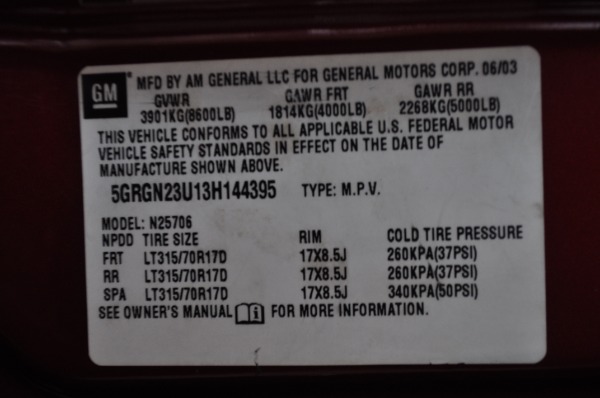 GM MFD BY AM GENERAL LLC FOR GENERAL MOTORS CORP. 06/03
GVWR GAWR FRT GAWR RR
3901KG(8600LB) 1814KG(4000LB) 2268KG(5000LB)
THIS VEHICLE CONFORMS TO ALL APPLICABLE U.S. FEDERAL MOTOR
VEHICLE SAFETY STANDARDS IN EFFECT ON THE DATE OF
MANUFACTURE SHOWN ABOVE.
5GRGN23U13H144395 TYPE: M.P.V.
MODEL: N25706
NPDD TIRE SIZE RIM COLD TIRE PRESSURE
FRT LT315/70R17D 17X8.5J 260KPA(37PSI)
RR LT315/70R17D 17X8.5J 260KPA(37PSI)
SPA LT315/70R17D 17X8.5J 340KPA(50PSI)
SEE OWNER'S MANUAL i FOR MORE INFORMATION.